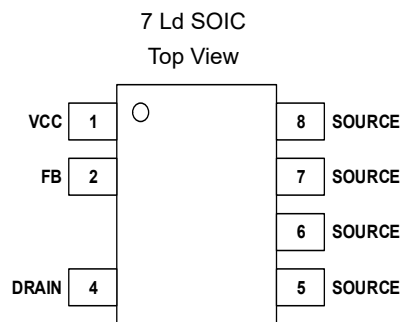 7 Ld SOIC
Top View
VCC 1 8 SOURCE
FB 2 7 SOURCE
6 SOURCE
DRAIN 4 5 SOURCE